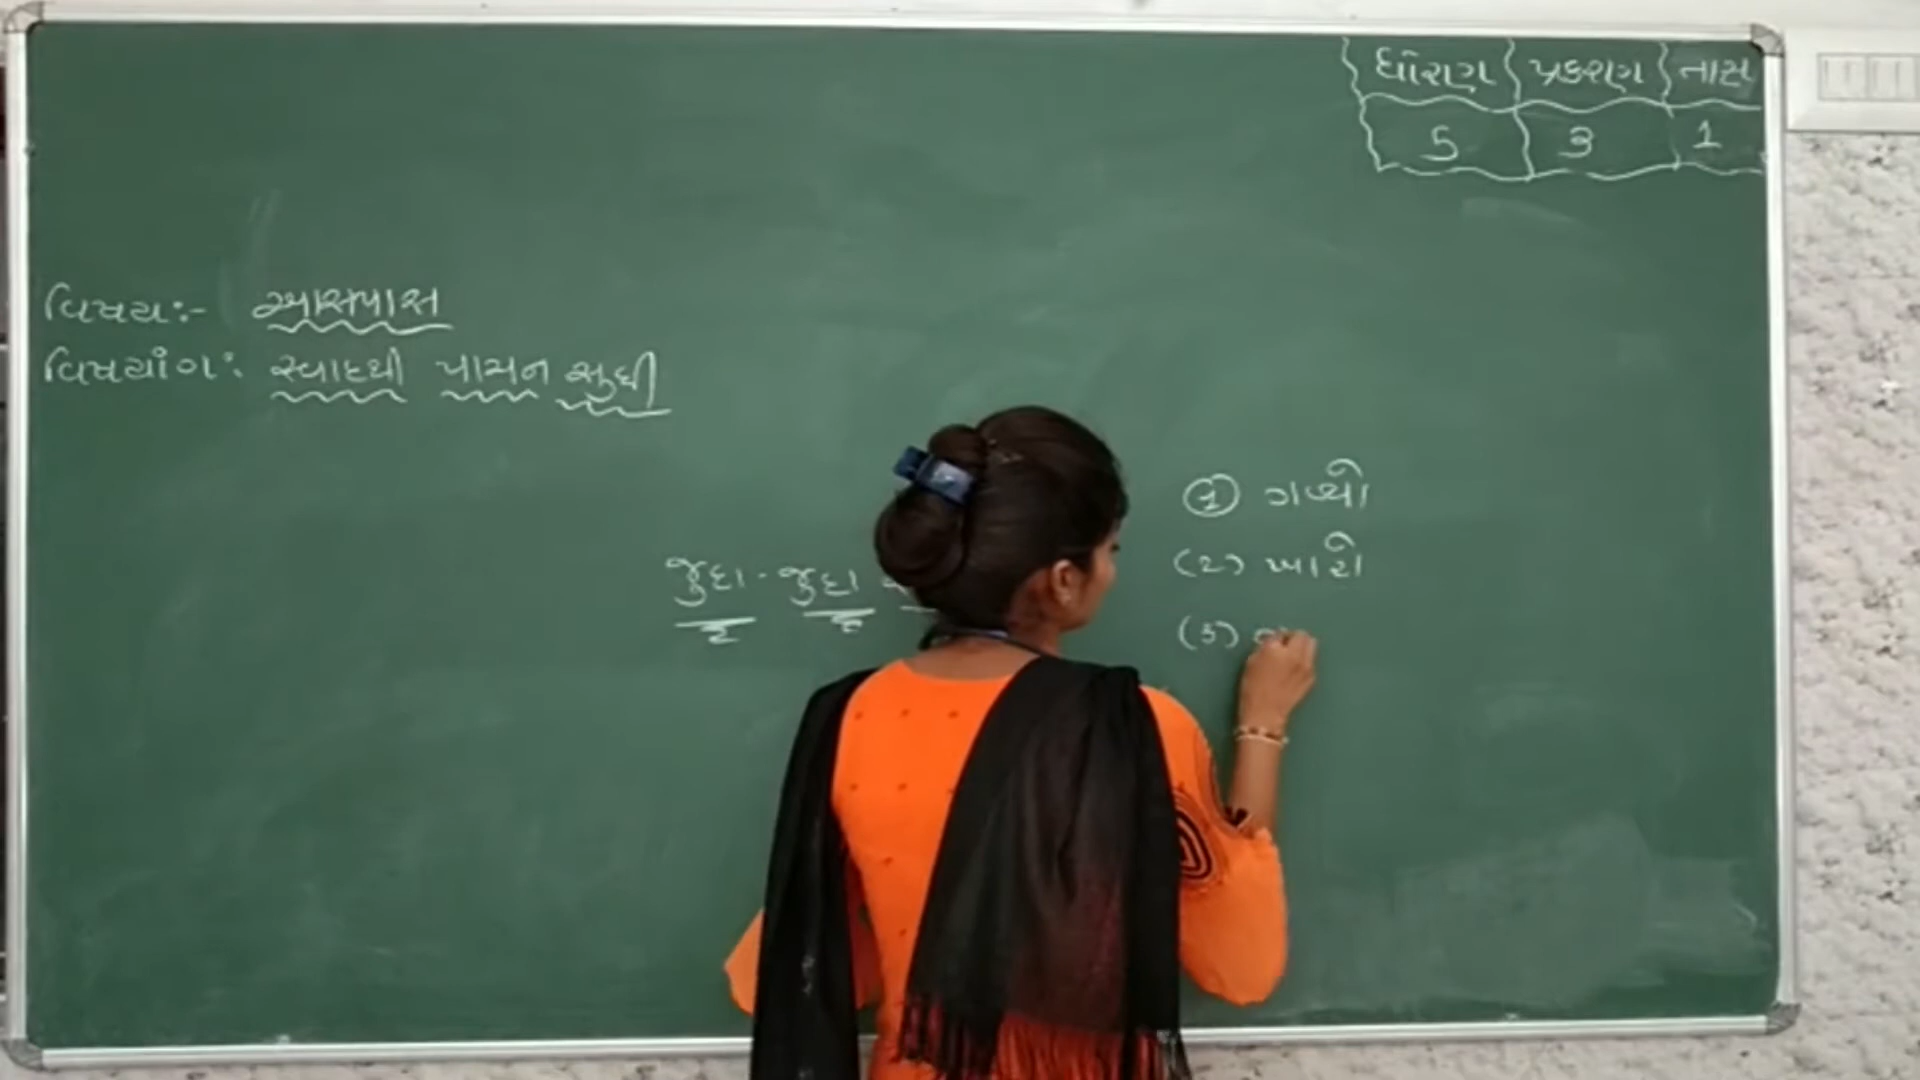 ધોરણ પ્રકરણ તાસ
5 3 1
વિષય:- આસપાસ
વિષયાંગ: સ્વાદથી પાચન સુધી
જુદા-જુદા
(1) ગળ્યો
(2) ખારો
(3)